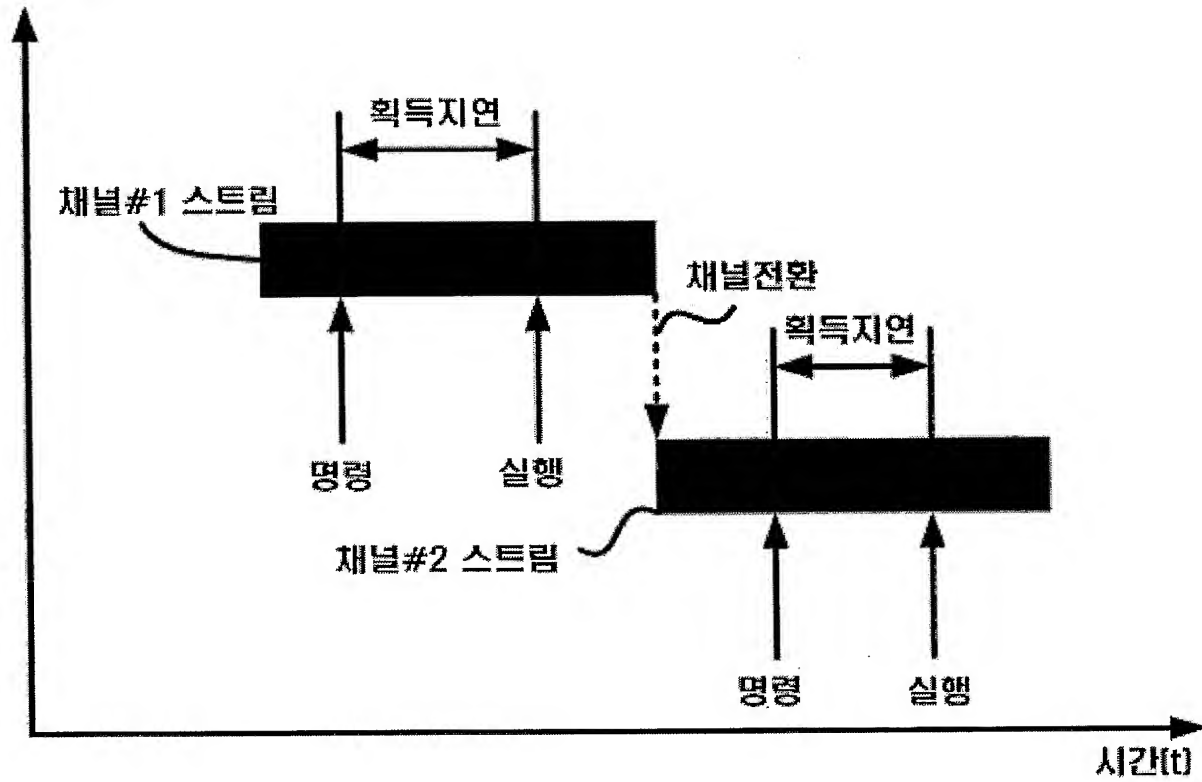 획득지연
채널#1 스트림
채널전환
획득지연
명령
실행
채널#2 스트림
명령
실행
시간(t)